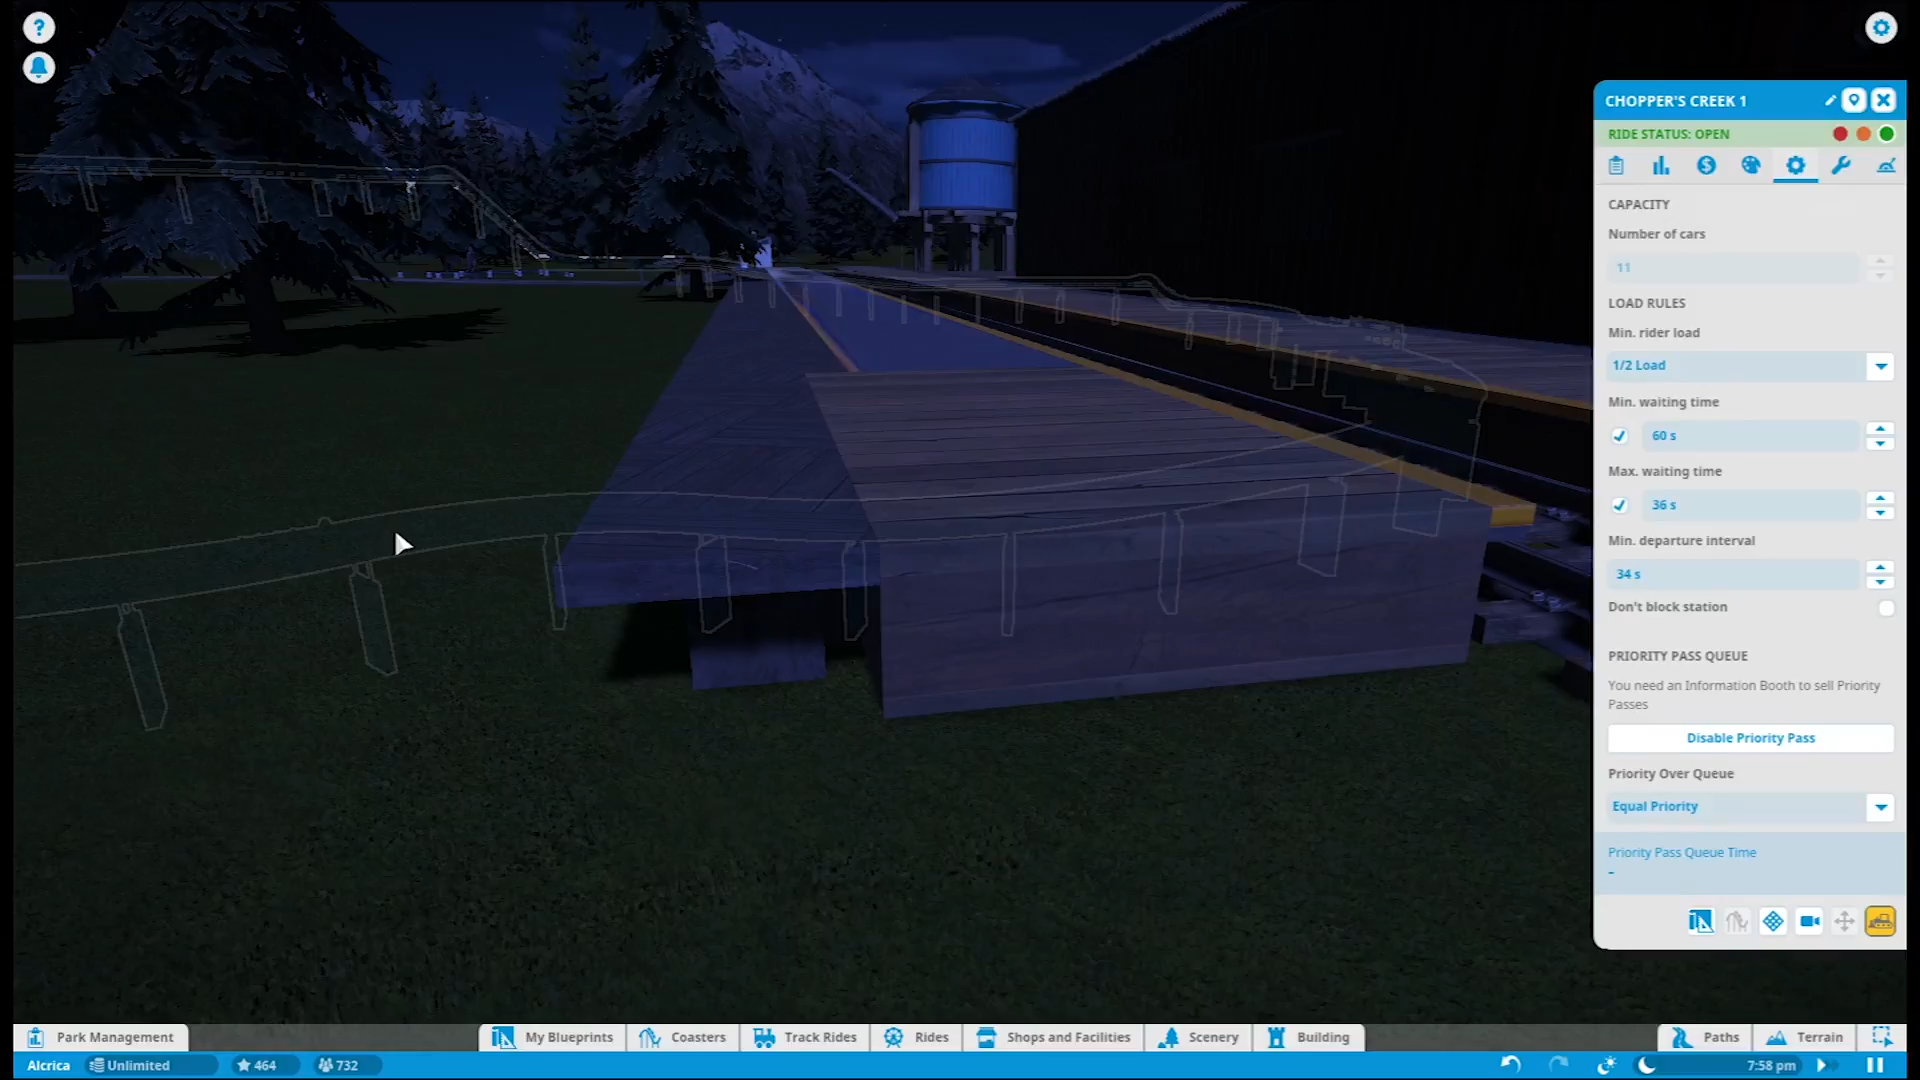 ?
CHOPPER'S CREEK 1
RIDE STATUS: OPEN
CAPACITY
Number of cars
11
LOAD RULES
Min. rider load
1/2 Load
Min. waiting time
60 s
Max. waiting time
36 s
Min. departure interval
34 s
Don't block station
PRIORITY PASS QUEUE
You need an Information Booth to sell Priority
Passes
Disable Priority Pass
Priority Over Queue
Equal Priority
Priority Pass Queue Time
-
Park Management
My Blueprints
Coasters
Track Rides
Rides
Shops and Facilities
Scenery
Building
Paths
Terrain
Alcrica
Unlimited
464
732
7:58 pm